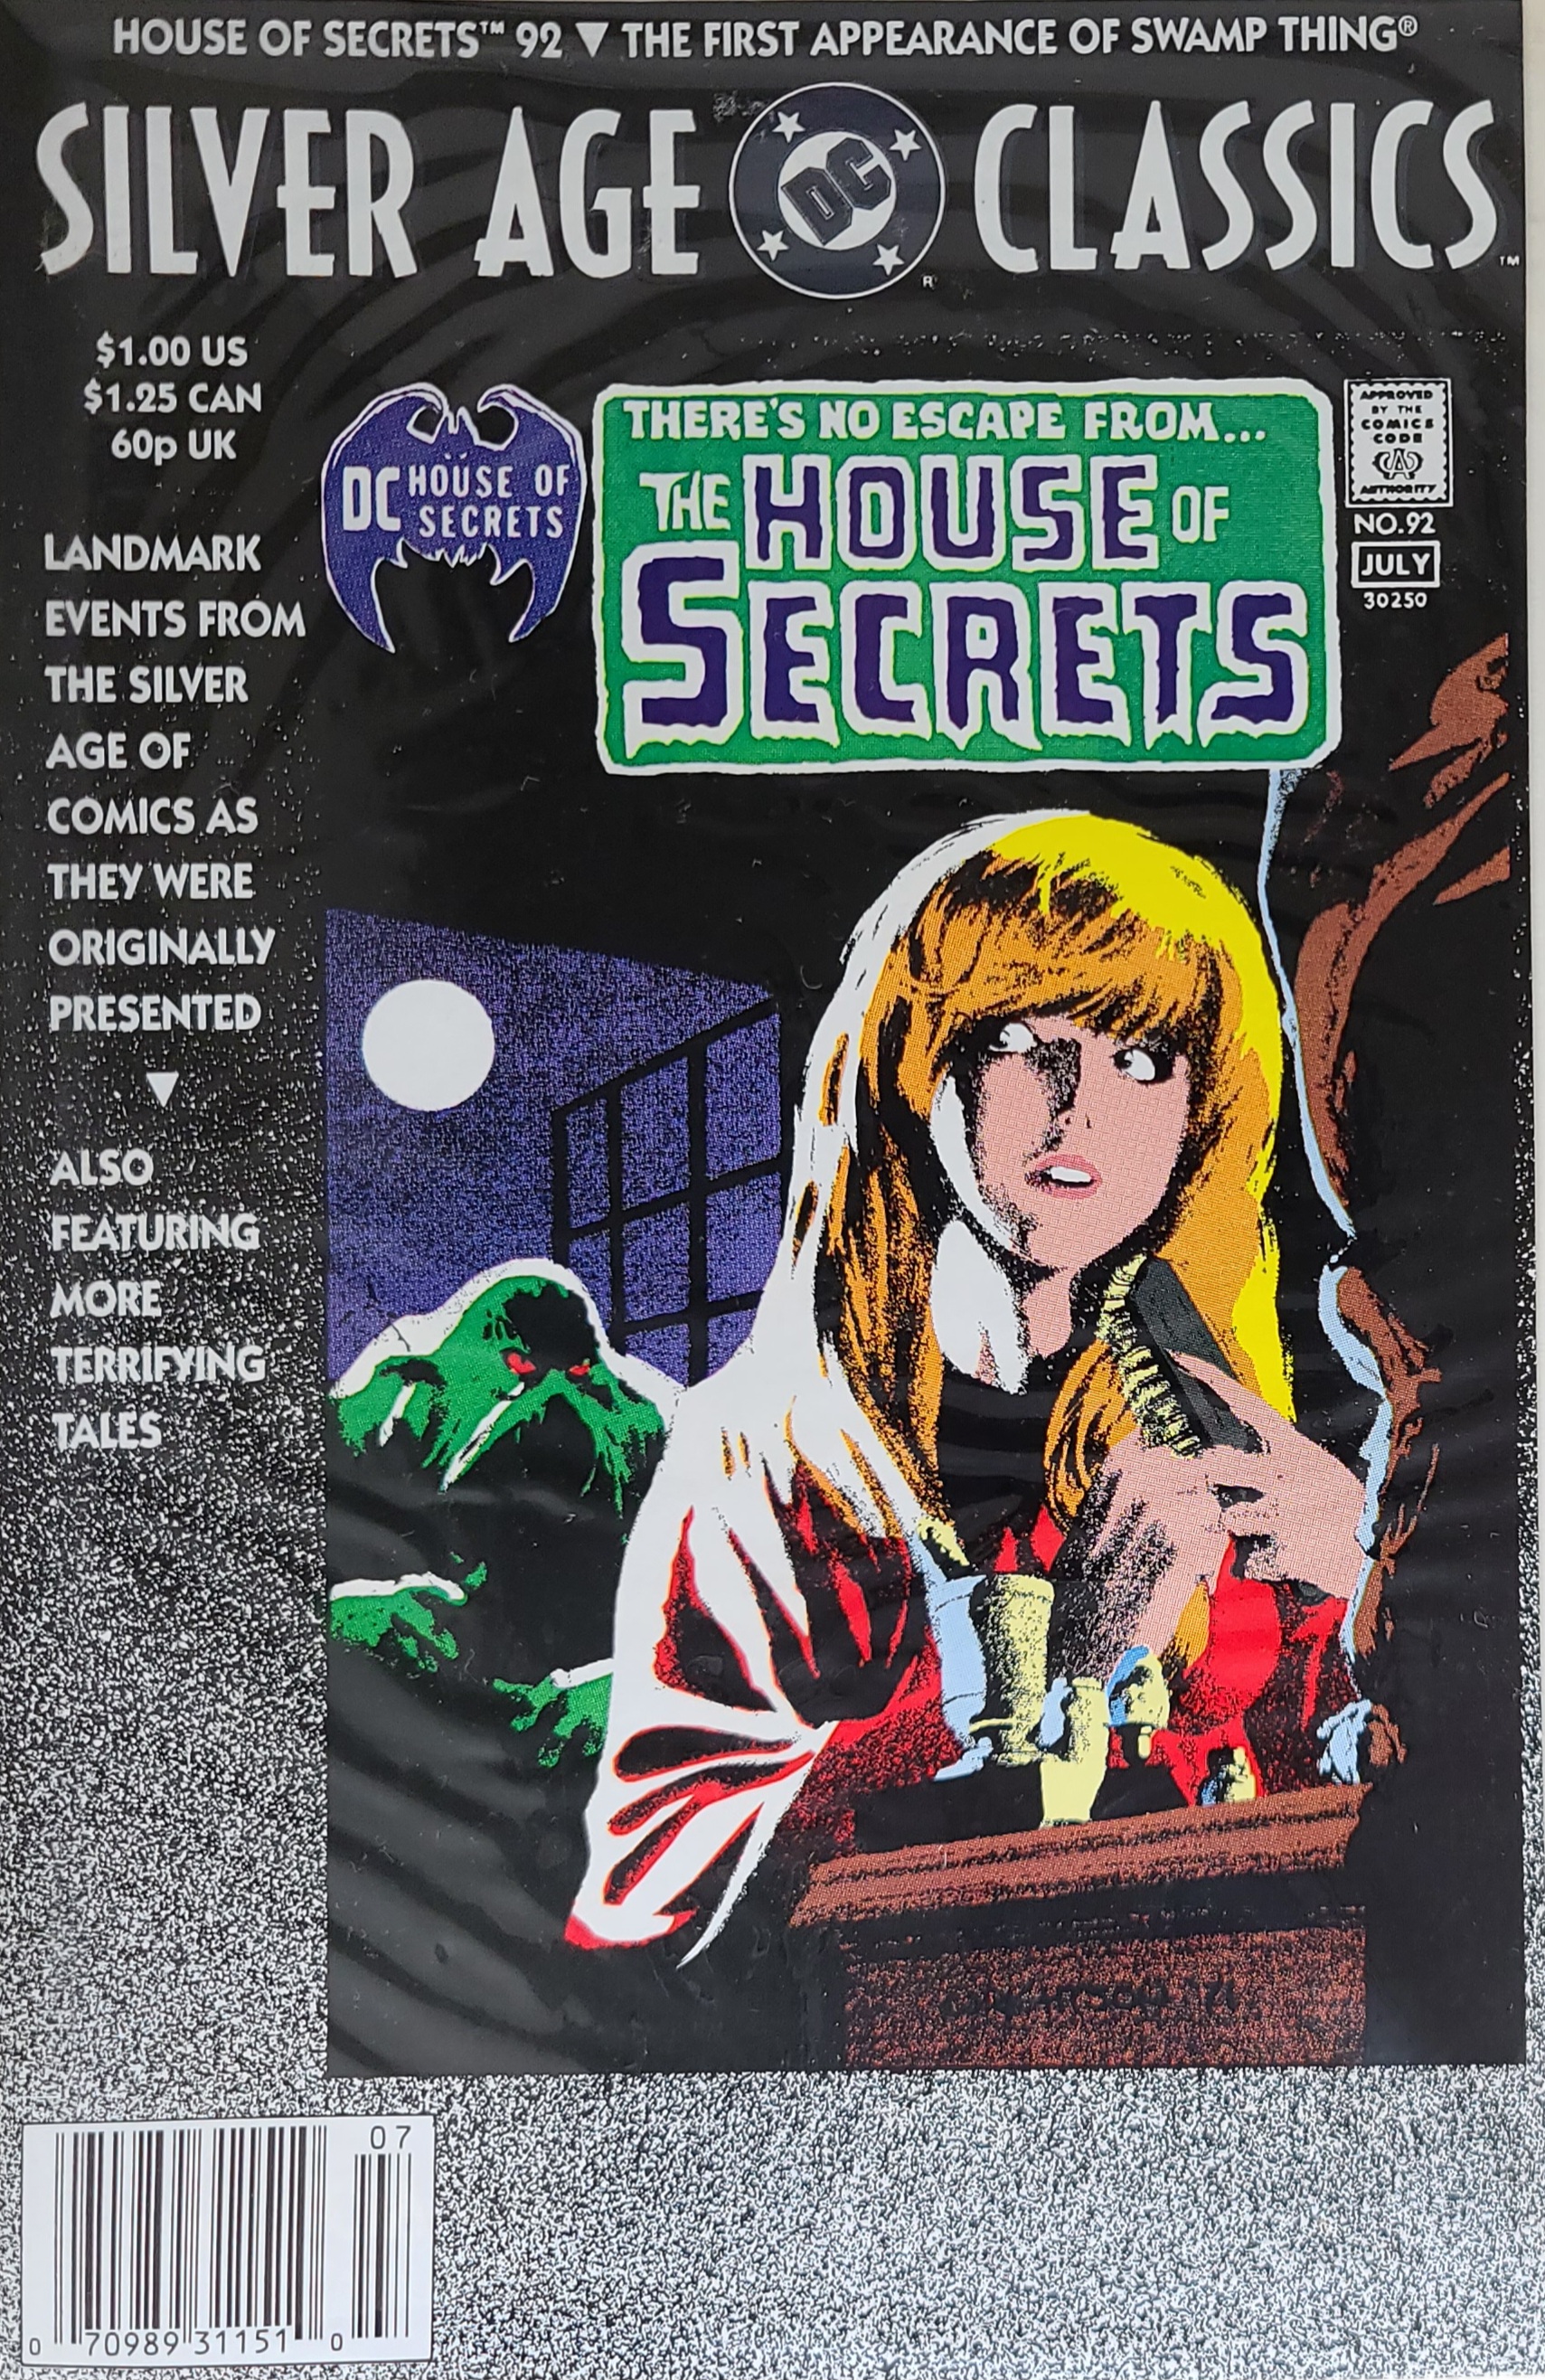 HOUSE OF SECRETS™ 92 ▼ THE FIRST APPEARANCE OF SWAMP THING®
SILVER AGE DC CLASSICS™
R
$1.00 US
$1.25 CAN
60p UK
LANDMARK
EVENTS FROM
THE SILVER
AGE OF
COMICS AS
THEY WERE
ORIGINALLY
PRESENTED
▼
ALSO
FEATURING
MORE
TERRIFYING
TALES
DC HOUSE OF
SECRETS
THERE'S NO ESCAPE FROM...
THE HOUSE OF
SECRETS
APPROVED
BY THE
COMICS
CODE
CA
AUTHORITY
NO.92
JULY
30250
07
0 70989 31151 0